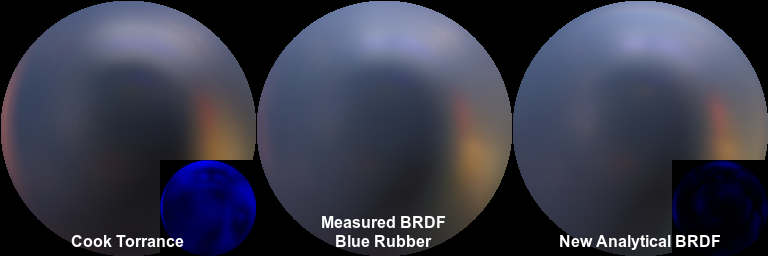 Cook Torrance
Measured BRDF
Blue Rubber
New Analytical BRDF